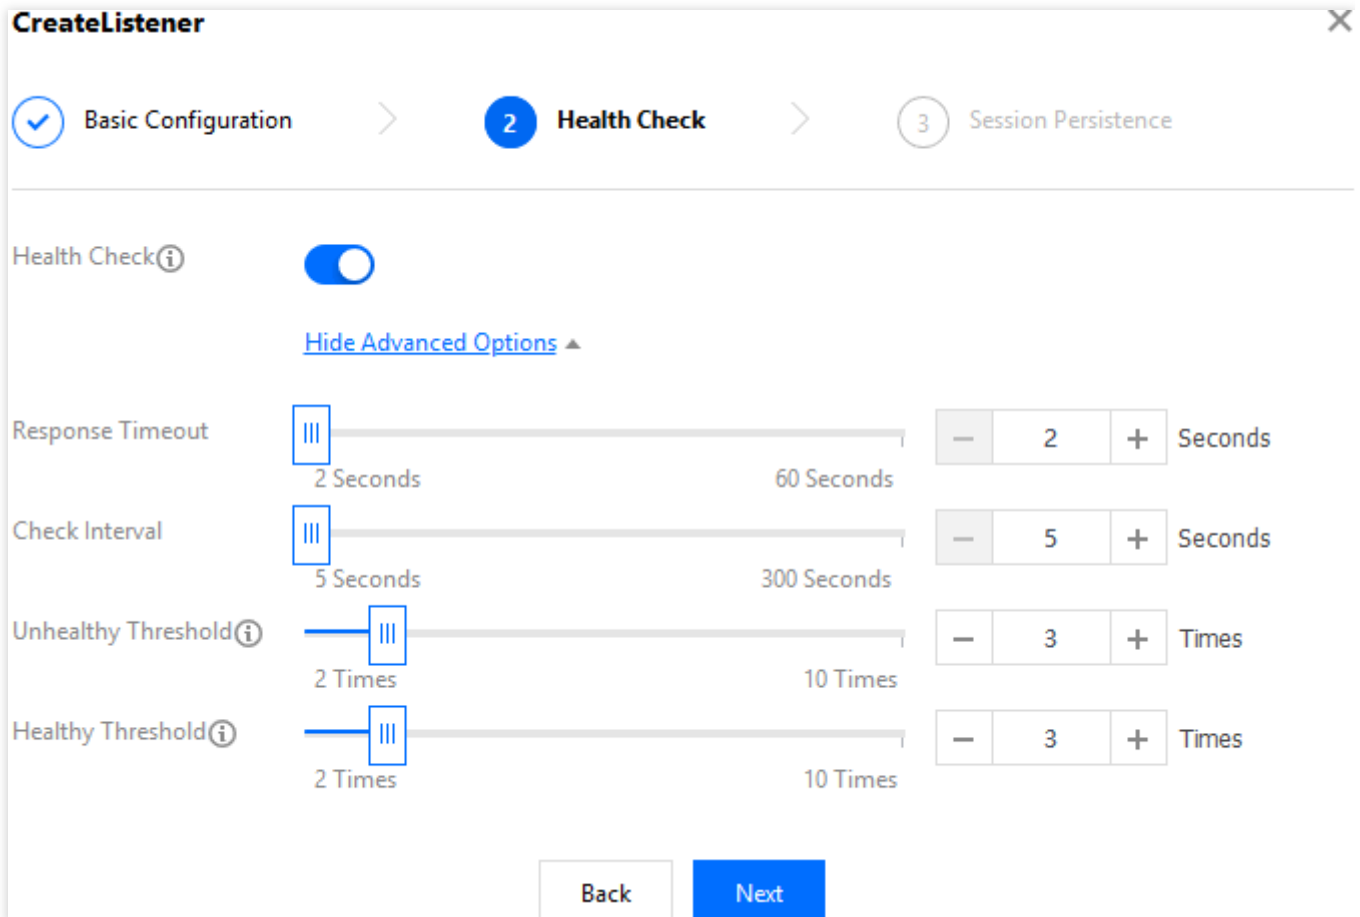 CreateListener
Basic Configuration
2 Health Check
3 Session Persistence
Health Check
Hide Advanced Options
Response Timeout
2 Seconds
60 Seconds
2
Seconds
Check Interval
5 Seconds
300 Seconds
5
Seconds
Unhealthy Threshold
2 Times
10 Times
3
Times
Healthy Threshold
2 Times
10 Times
3
Times
Back
Next